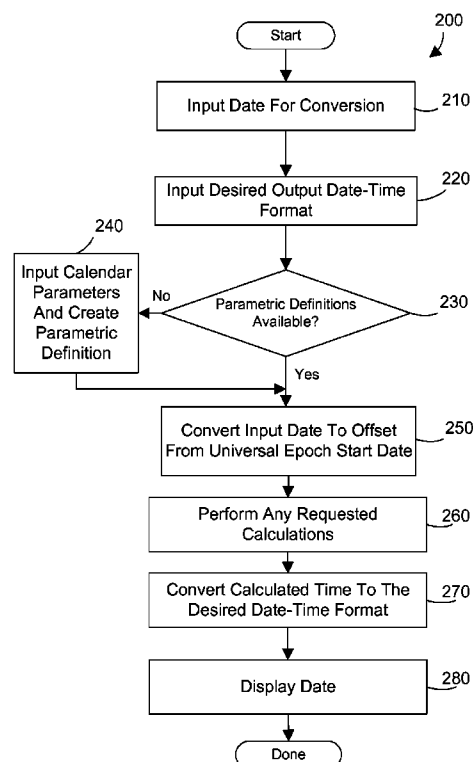 200
Start
Input Date For Conversion
210
Input Desired Output Date-Time
Format
220
240
Input Calendar
Parameters
And Create
Parametric
Definition
No
Parametric Definitions
Available?
230
Yes
Convert Input Date To Offset
From Universal Epoch Start Date
250
Perform Any Requested
Calculations
260
Convert Calculated Time To The
Desired Date-Time Format
270
Display Date
280
Done